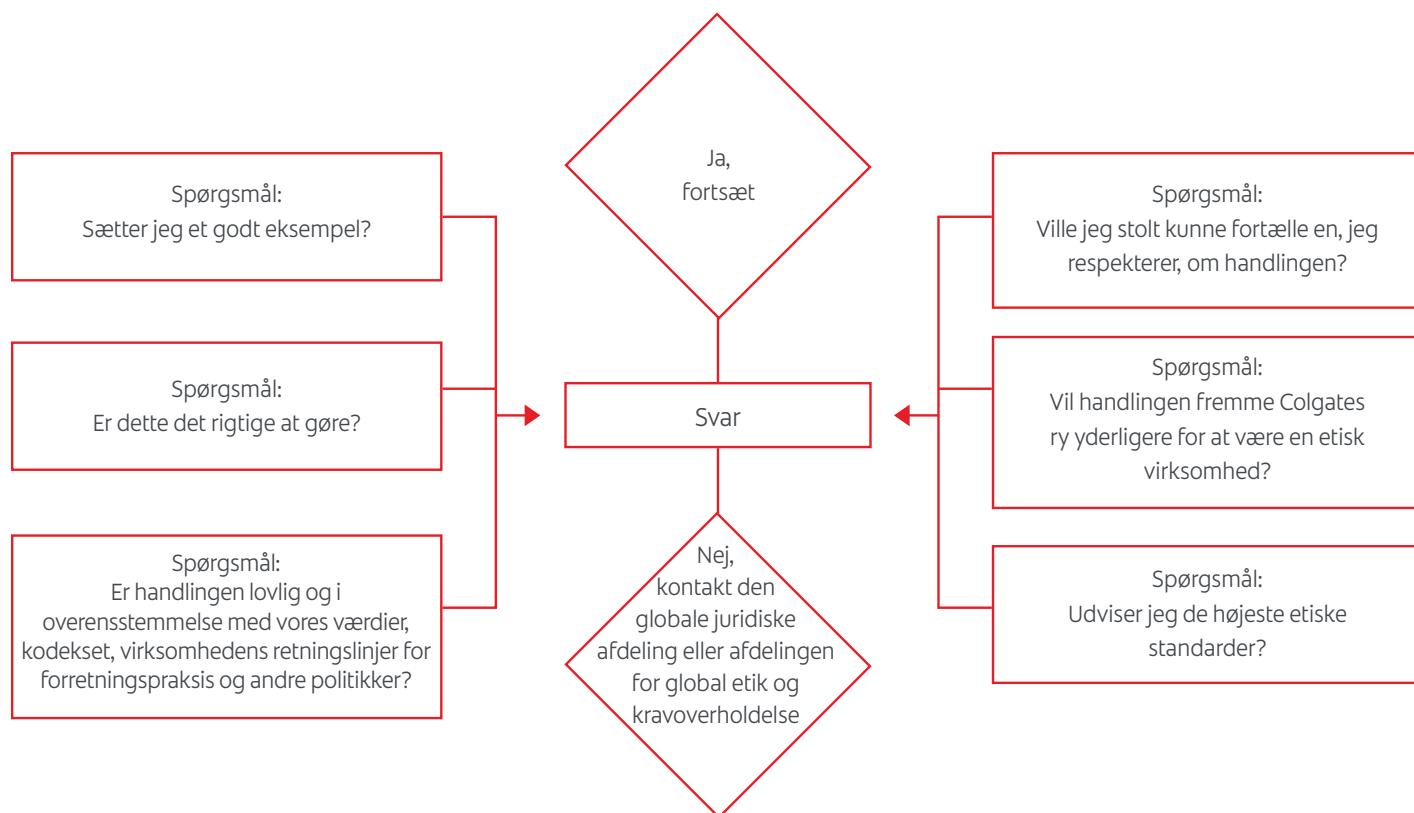 Ja,
fortsæt
Spørgsmål:
Sætter jeg et godt eksempel?
Spørgsmål:
Er dette det rigtige at gøre?
Spørgsmål:
Er handlingen lovlig og i
overensstemmelse med vores værdier,
kodekset, virksomhedens retningslinjer for
forretningspraksis og andre politikker?
Svar
Nej,
kontakt den
globale juridiske
afdeling eller afdelingen
for global etik og
kravoverholdelse
Spørgsmål:
Ville jeg stolt kunne fortælle en, jeg
respekterer, om handlingen?
Spørgsmål:
Vil handlingen fremme Colgates
ry yderligere for at være en etisk
virksomhed?
Spørgsmål:
Udviser jeg de højeste etiske
standarder?